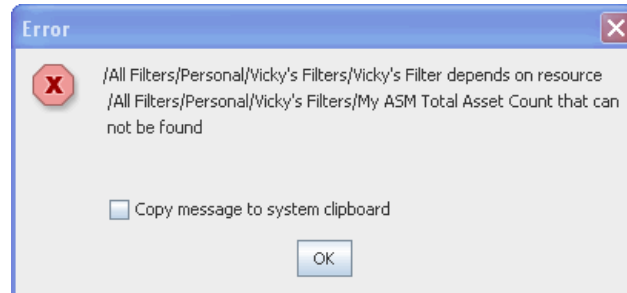 Error
/All Filters/Personal/Vicky's Filters/Vicky's Filter depends on resource
/All Filters/Personal/Vicky's Filters/My ASM Total Asset Count that can
not be found
Copy message to system clipboard
OK